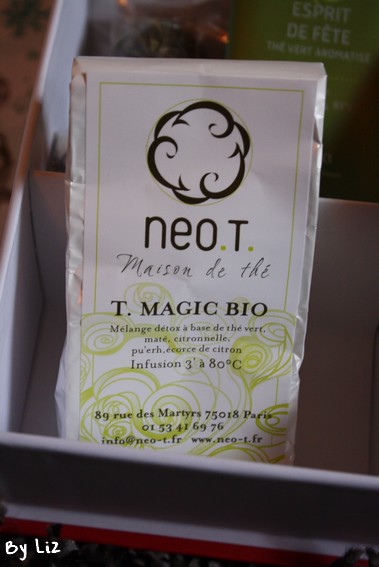 ESPRIT
DE FÊTE
THÉ VERT AROMATISÉ
neo.T.
Maison de thé
T. MAGIC BIO
Mélange détox à base de thé vert,
maté, citronnelle,
pu'erh,écorce de citron
Infusion 3' à 80°C
89 rue des Martyrs 75018 Paris
01 53 41 69 76
info@neo-t.fr www.neo-t.fr
By Liz